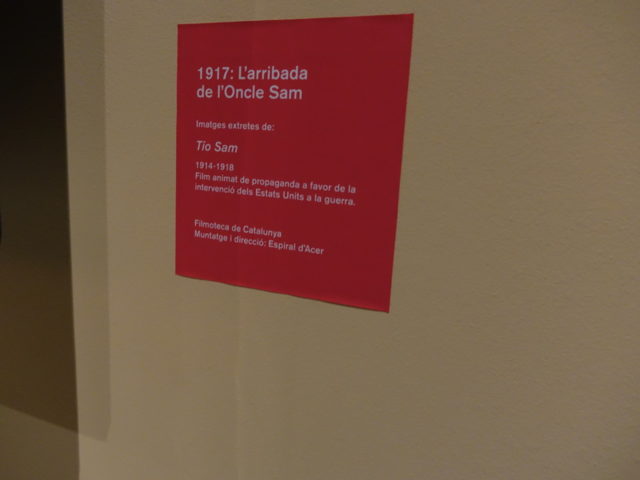 1917: L'arribada
de l'Oncle Sam
Imatges extretes de:
Tío Sam
1914-1918
Film animat de propaganda a favor de la
intervenció dels Estats Units a la guerra.
Filmoteca de Catalunya
Muntatge i direcció: Espiral d'Acer